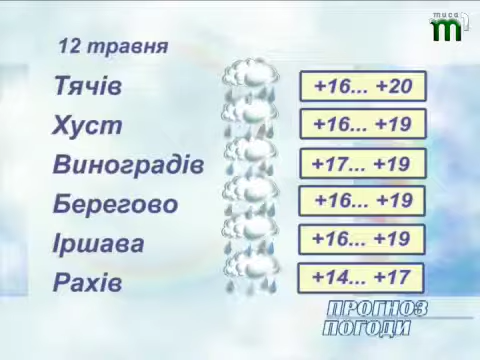 муса
m
12 травня
Тячів +16... +20
Хуст +16... +19
Виноградів +17... +19
Берегово +16... +19
Іршава +16... +19
Рахів +14... +17
ПРОГНОЗ
ПОГОДИ